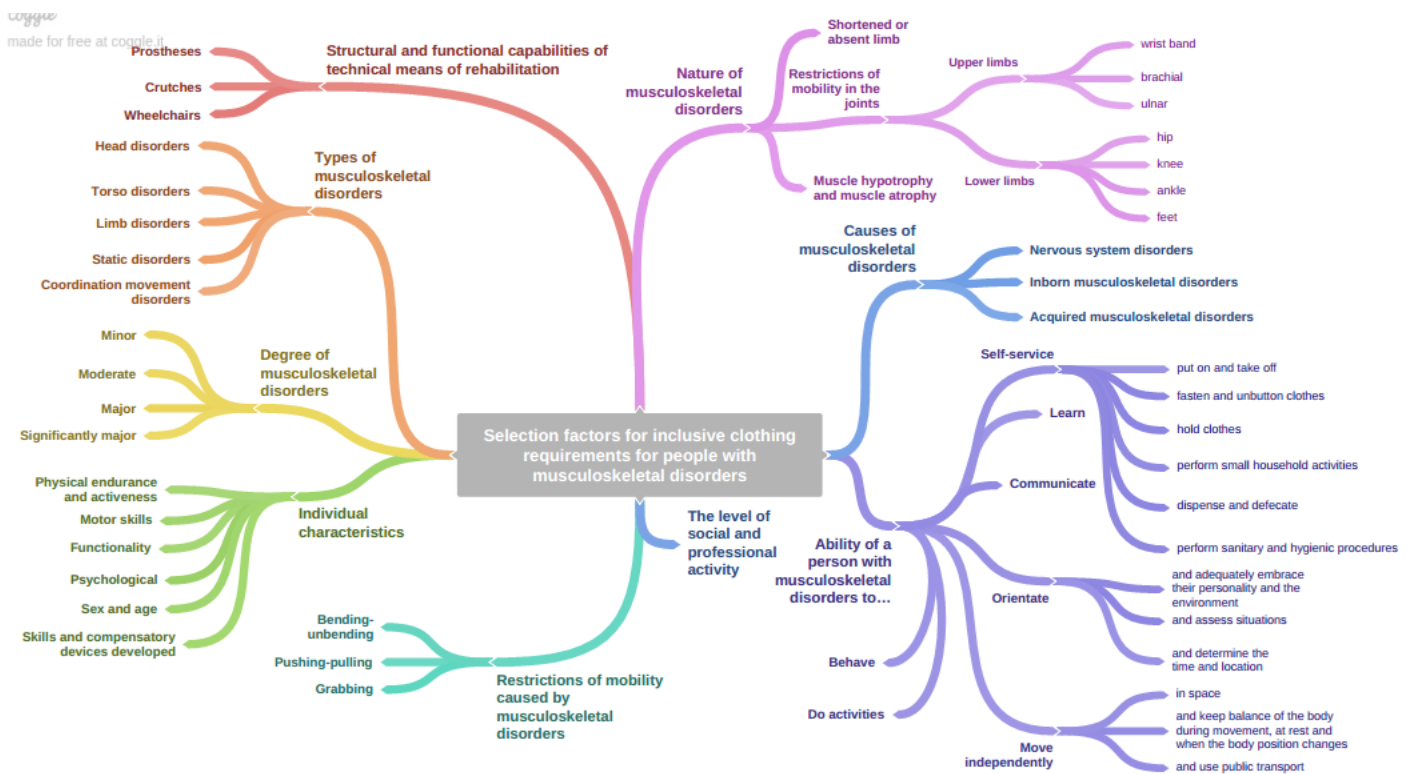 coggle
made for free at coggle.it
Prostheses
Crutches
Wheelchairs
Structural and functional capabilities of
technical means of rehabilitation
Head disorders
Torso disorders
Limb disorders
Static disorders
Coordination movement
disorders
Types of
musculoskeletal
disorders
Minor
Moderate
Major
Significantly major
Degree of
musculoskeletal
disorders
Physical endurance
and activeness
Motor skills
Functionality
Psychological
Sex and age
Skills and compensatory
devices developed
Individual
characteristics
Bending-
unbending
Pushing-pulling
Grabbing
Restrictions of mobility
caused by
musculoskeletal
disorders
Selection factors for inclusive clothing
requirements for people with
musculoskeletal disorders
The level of
social and
professional
activity
Nature of
musculoskeletal
disorders
Shortened or
absent limb
Restrictions of
mobility in the
joints
Upper limbs
wrist band
brachial
ulnar
Lower limbs
hip
knee
ankle
feet
Muscle hypotrophy
and muscle atrophy
Causes of
musculoskeletal
disorders
Nervous system disorders
Inborn musculoskeletal disorders
Acquired musculoskeletal disorders
Ability of a
person with
musculoskeletal
disorders to…
Self-service
put on and take off
fasten and unbutton clothes
hold clothes
perform small household activities
dispense and defecate
perform sanitary and hygienic procedures
Learn
Communicate
Orientate
and adequately embrace
their personality and the
environment
and assess situations
and determine the
time and location
Behave
Do activities
Move
independently
in space
and keep balance of the body
during movement, at rest and
when the body position changes
and use public transport